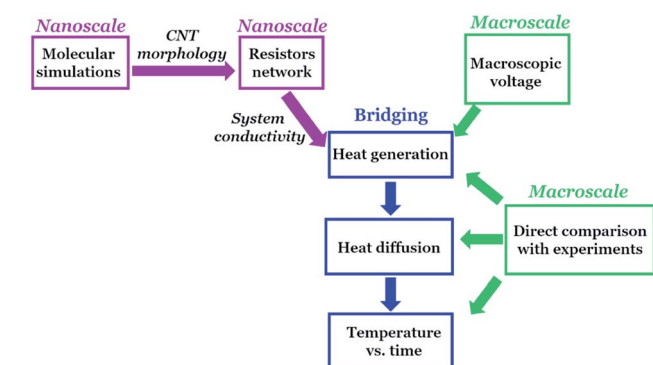 Nanoscale
Molecular
simulations
CNT
morphology
Nanoscale
Resistors
network
System
conductivity
Macroscale
Macroscopic
voltage
Bridging
Heat generation
Heat diffusion
Temperature
vs. time
Macroscale
Direct comparison
with experiments